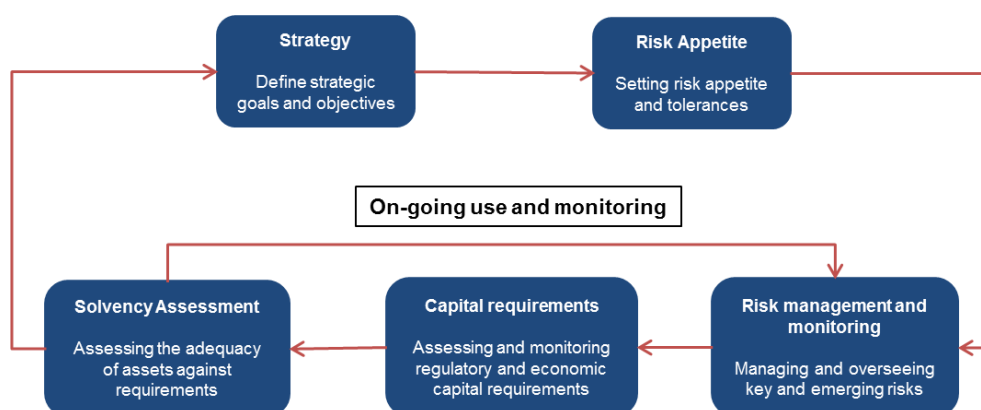 Strategy
Define strategic
goals and objectives
Risk Appetite
Setting risk appetite
and tolerances
On-going use and monitoring
Solvency Assessment
Assessing the adequacy
of assets against
requirements
Capital requirements
Assessing and monitoring
regulatory and economic
capital requirements
Risk management and
monitoring
Managing and overseeing
key and emerging risks